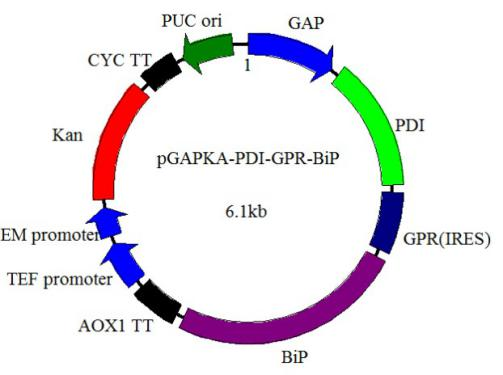 PUC ori
GAP
CYC TT
1
PDI
Kan
pGAPKA-PDI-GPR-BiP
6.1kb
EM promoter
GPR(IRES)
TEF promoter
AOX1 TT
BiP